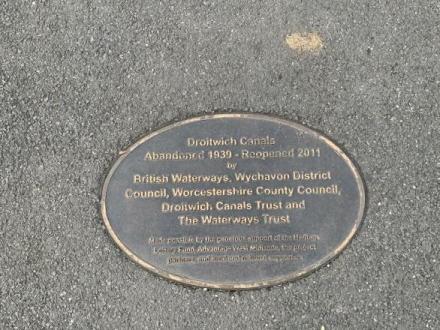 Droitwich Canals
Abandoned 1939 - Reopened 2011
by
British Waterways, Wychavon District
Council, Worcestershire County Council,
Droitwich Canals Trust and
The Waterways Trust
Made possible by the generous support of the Heritage
Lottery Fund, Advantage West Midlands, the project
partners and